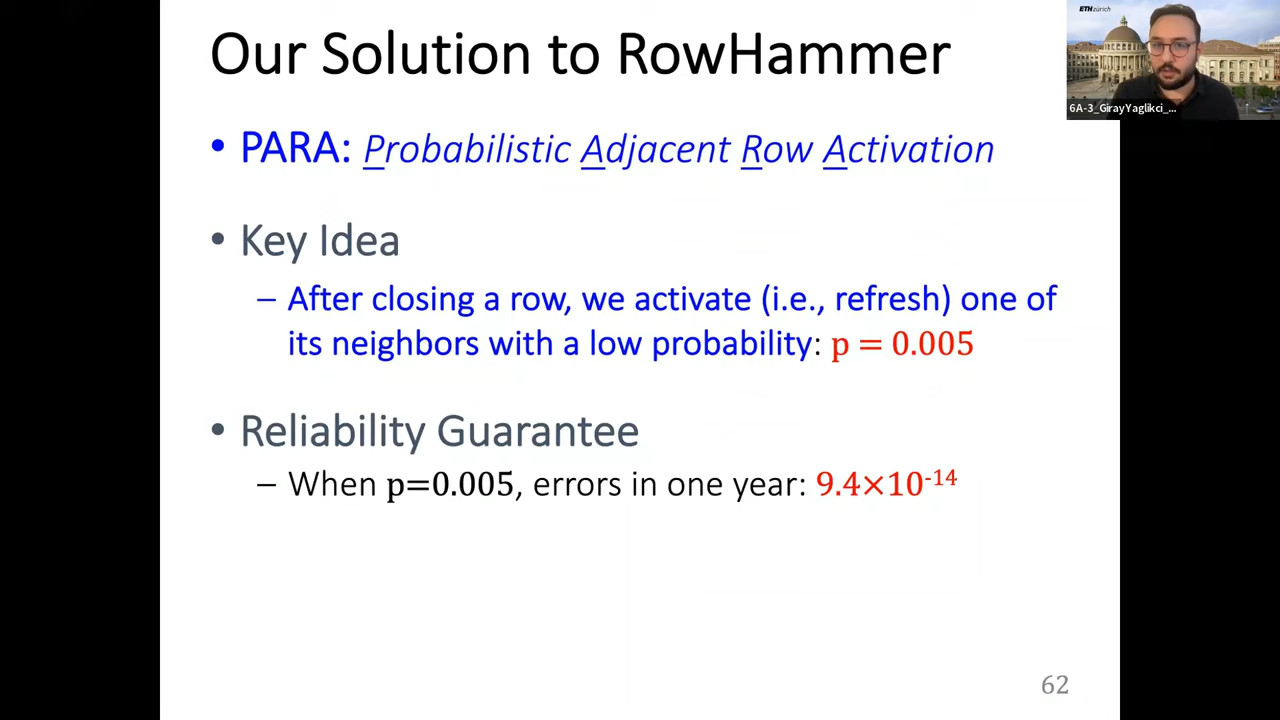 Our Solution to RowHammer
ETHzürich
6A-3_GirayYaglikci_...
• PARA: Probabilistic Adjacent Row Activation
• Key Idea
– After closing a row, we activate (i.e., refresh) one of
its neighbors with a low probability: p = 0.005
• Reliability Guarantee
– When p=0.005, errors in one year: 9.4×10⁻¹⁴
62